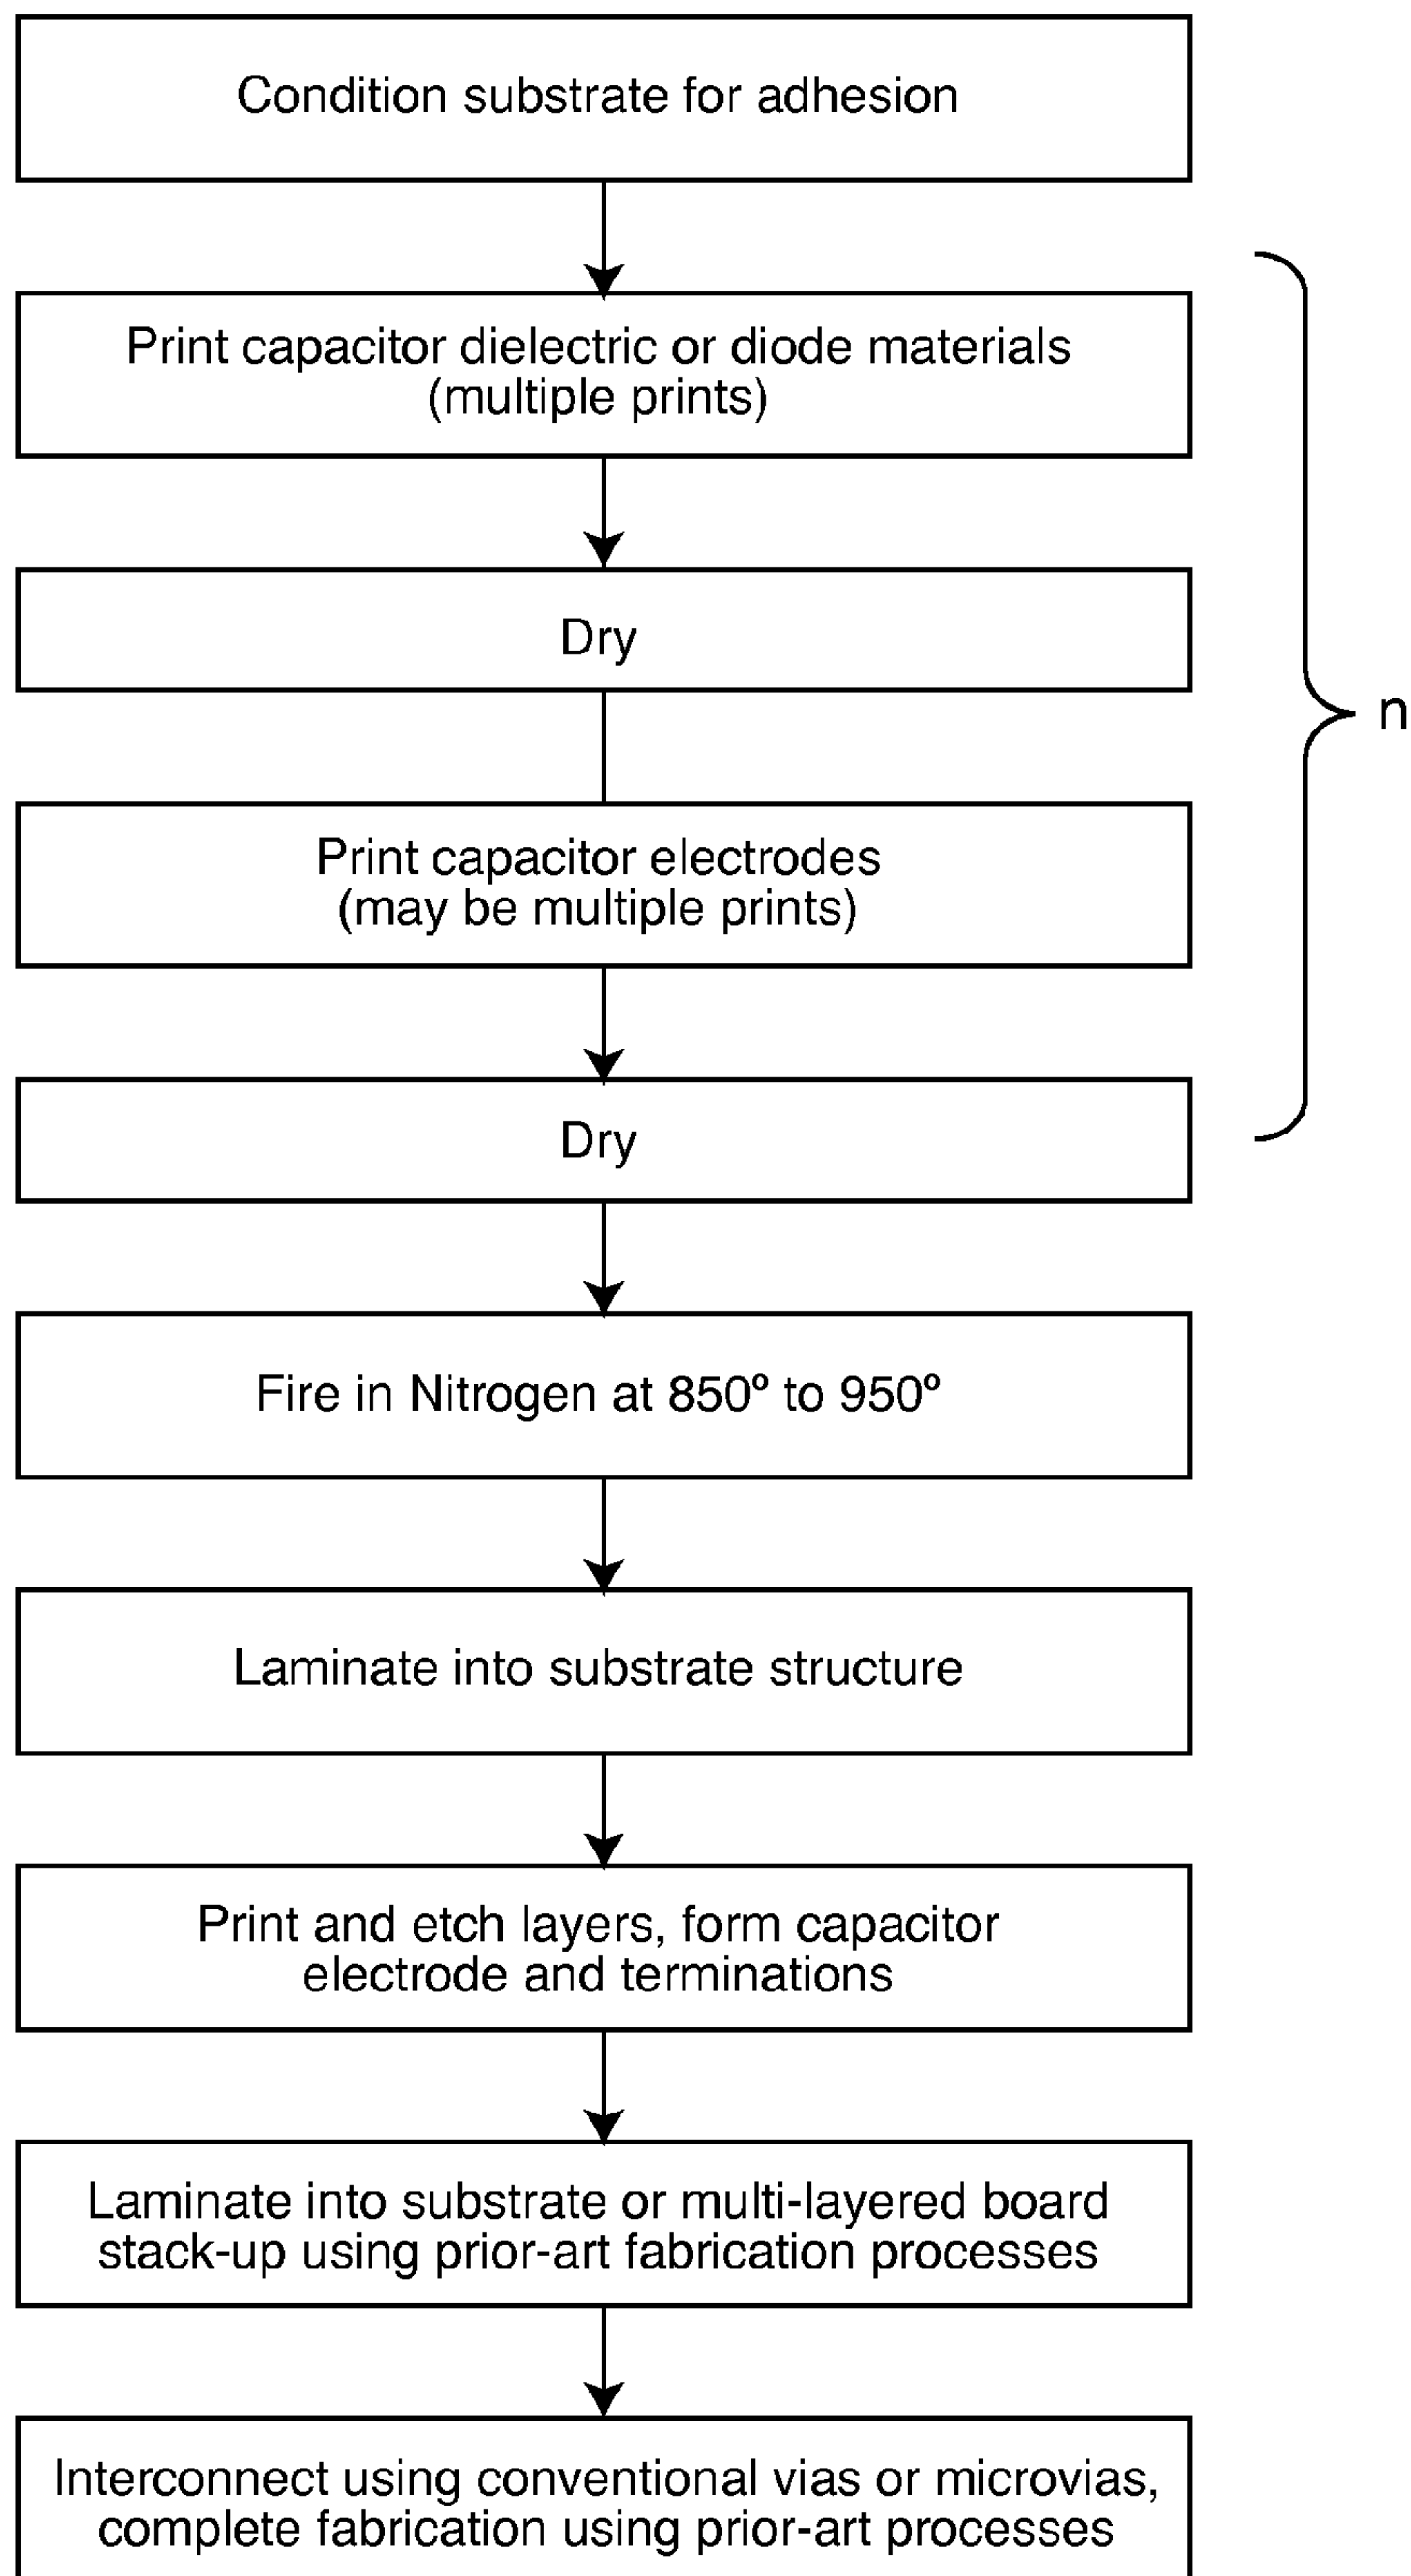 Condition substrate for adhesion
Print capacitor dielectric or diode materials
(multiple prints)
Dry
n
Print capacitor electrodes
(may be multiple prints)
Dry
Fire in Nitrogen at 850º to 950º
Laminate into substrate structure
Print and etch layers, form capacitor
electrode and terminations
Laminate into substrate or multi-layered board
stack-up using prior-art fabrication processes
Interconnect using conventional vias or microvias,
complete fabrication using prior-art processes